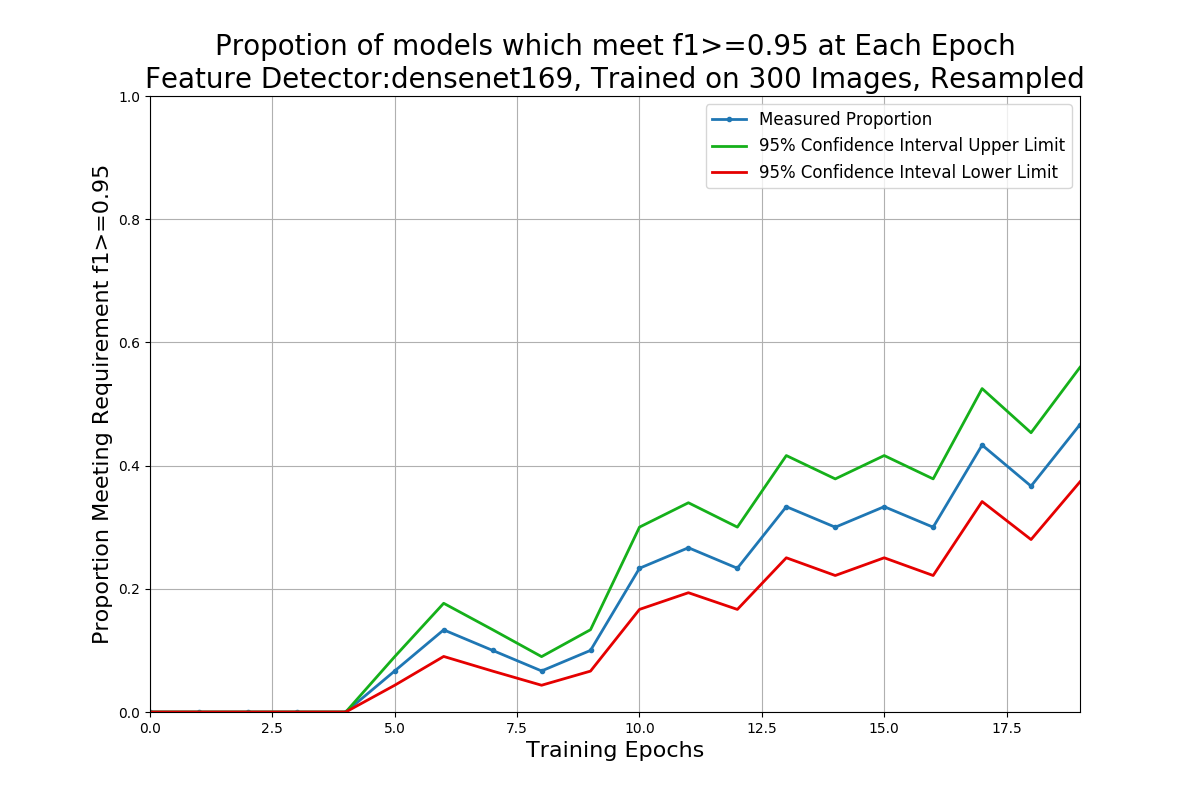 Propotion of models which meet f1>=0.95 at Each Epoch
Feature Detector:densenet169, Trained on 300 Images, Resampled
Measured Proportion
95% Confidence Interval Upper Limit
95% Confidence Inteval Lower Limit
Proportion Meeting Requirement f1>=0.95
1.0
0.8
0.6
0.4
0.2
0.0
0.0 2.5 5.0 7.5 10.0 12.5 15.0 17.5
Training Epochs